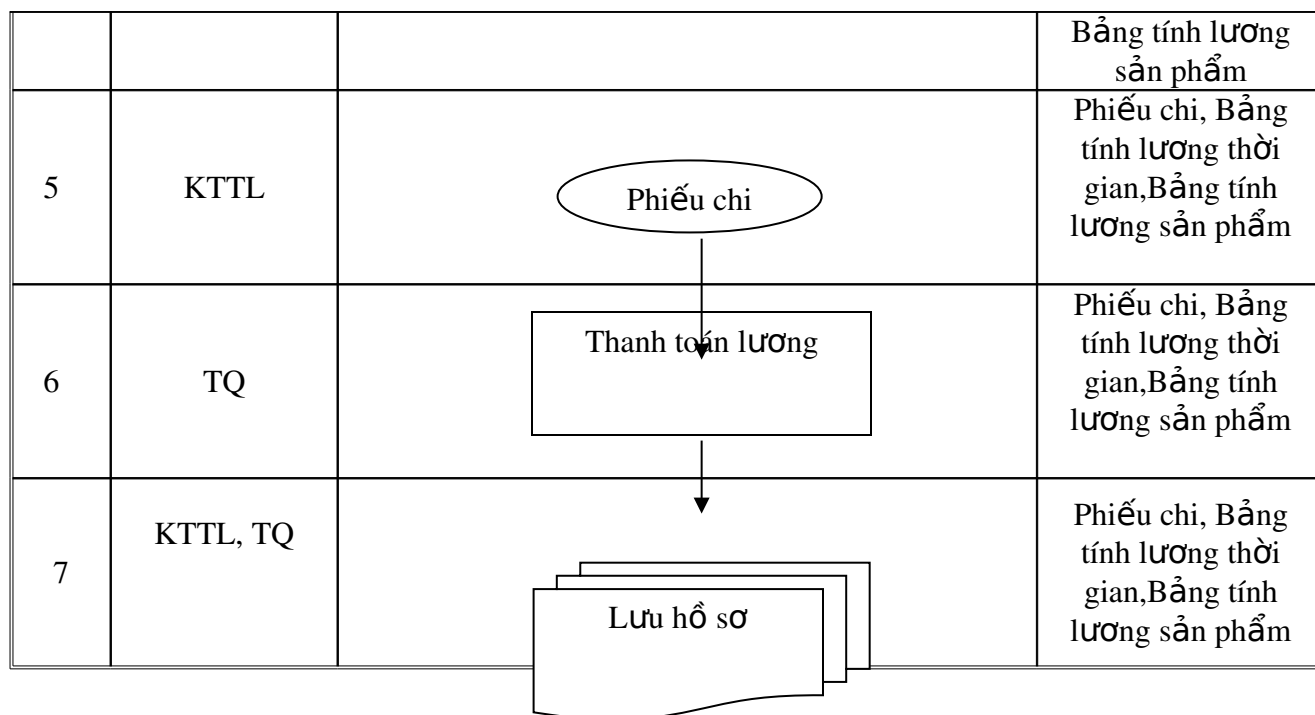 Bảng tính lương
sản phẩm
5
KTTL
Phiếu chi
Phiếu chi, Bảng
tính lương thời
gian,Bảng tính
lương sản phẩm
6
TQ
Thanh toán lương
Phiếu chi, Bảng
tính lương thời
gian,Bảng tính
lương sản phẩm
7
KTTL, TQ
Lưu hồ sơ
Phiếu chi, Bảng
tính lương thời
gian,Bảng tính
lương sản phẩm